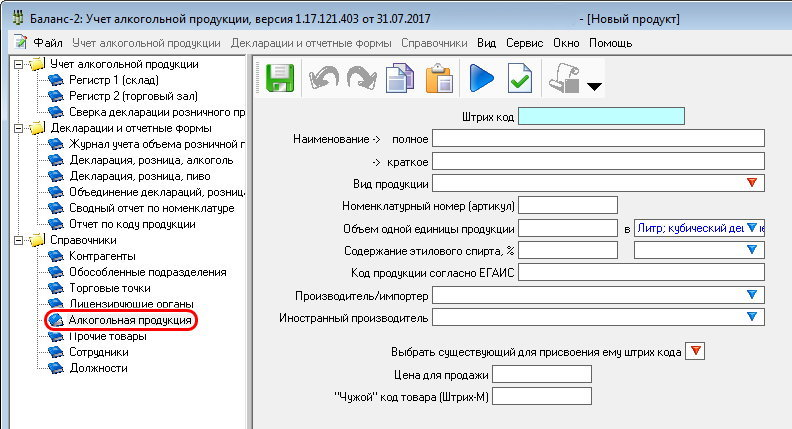 Баланс-2: Учет алкогольной продукции, версия 1.17.121.403 от 31.07.2017 - [Новый продукт]
Файл Учет алкогольной продукции Декларации и отчетные формы Справочники Вид Сервис Окно Помощь
Учет алкогольной продукции
Регистр 1 (склад)
Регистр 2 (торговый зал)
Сверка декларации розничного пр
Декларации и отчетные формы
Журнал учета объема розничной г
Декларация, розница, алкоголь
Декларация, розница, пиво
Объединение деклараций, розница
Сводный отчет по номенклатуре
Отчет по коду продукции
Справочники
Контрагенты
Обособленные подразделения
Торговые точки
Лицензирующие органы
Алкогольная продукция
Прочие товары
Сотрудники
Должности
Штрих код
Наименование -> полное
-> краткое
Вид продукции
Номенклатурный номер (артикул)
Объем одной единицы продукции в Литр; кубический де
Содержание этилового спирта, %
Код продукции согласно ЕГАИС
Производитель/импортер
Иностранный производитель
Выбрать существующий для присвоения ему штрих кода
Цена для продажи
"Чужой" код товара (Штрих-М)